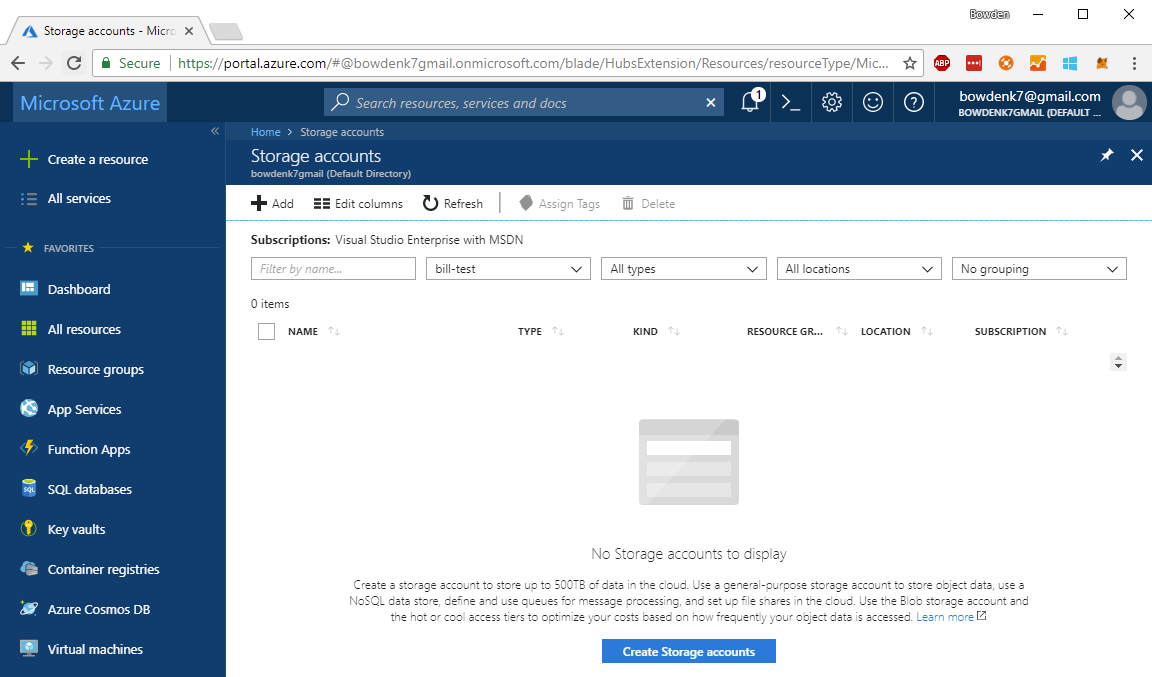 Bowden
Storage accounts - Micro
Secure
https://portal.azure.com/#@bowdenk7gmail.onmicrosoft.com/blade/HubsExtension/Resources/resourceType/Mic...
ABP
Microsoft Azure
Search resources, services and docs
1
bowdenk7@gmail.com
BOWDENK7GMAIL (DEFAULT ...
Home > Storage accounts
Storage accounts
bowdenk7gmail (Default Directory)
Create a resource
All services
FAVORITES
Dashboard
All resources
Resource groups
App Services
Function Apps
SQL
SQL databases
Key vaults
Container registries
Azure Cosmos DB
Virtual machines
Add
Edit columns
Refresh
Assign Tags
Delete
Subscriptions: Visual Studio Enterprise with MSDN
Filter by name...
bill-test
All types
All locations
No grouping
0 items
NAME
TYPE
KIND
RESOURCE GR...
LOCATION
SUBSCRIPTION
No Storage accounts to display
Create a storage account to store up to 500TB of data in the cloud. Use a general-purpose storage account to store object data, use a
NoSQL data store, define and use queues for message processing, and set up file shares in the cloud. Use the Blob storage account and
the hot or cool access tiers to optimize your costs based on how frequently your object data is accessed. Learn more
Create Storage accounts